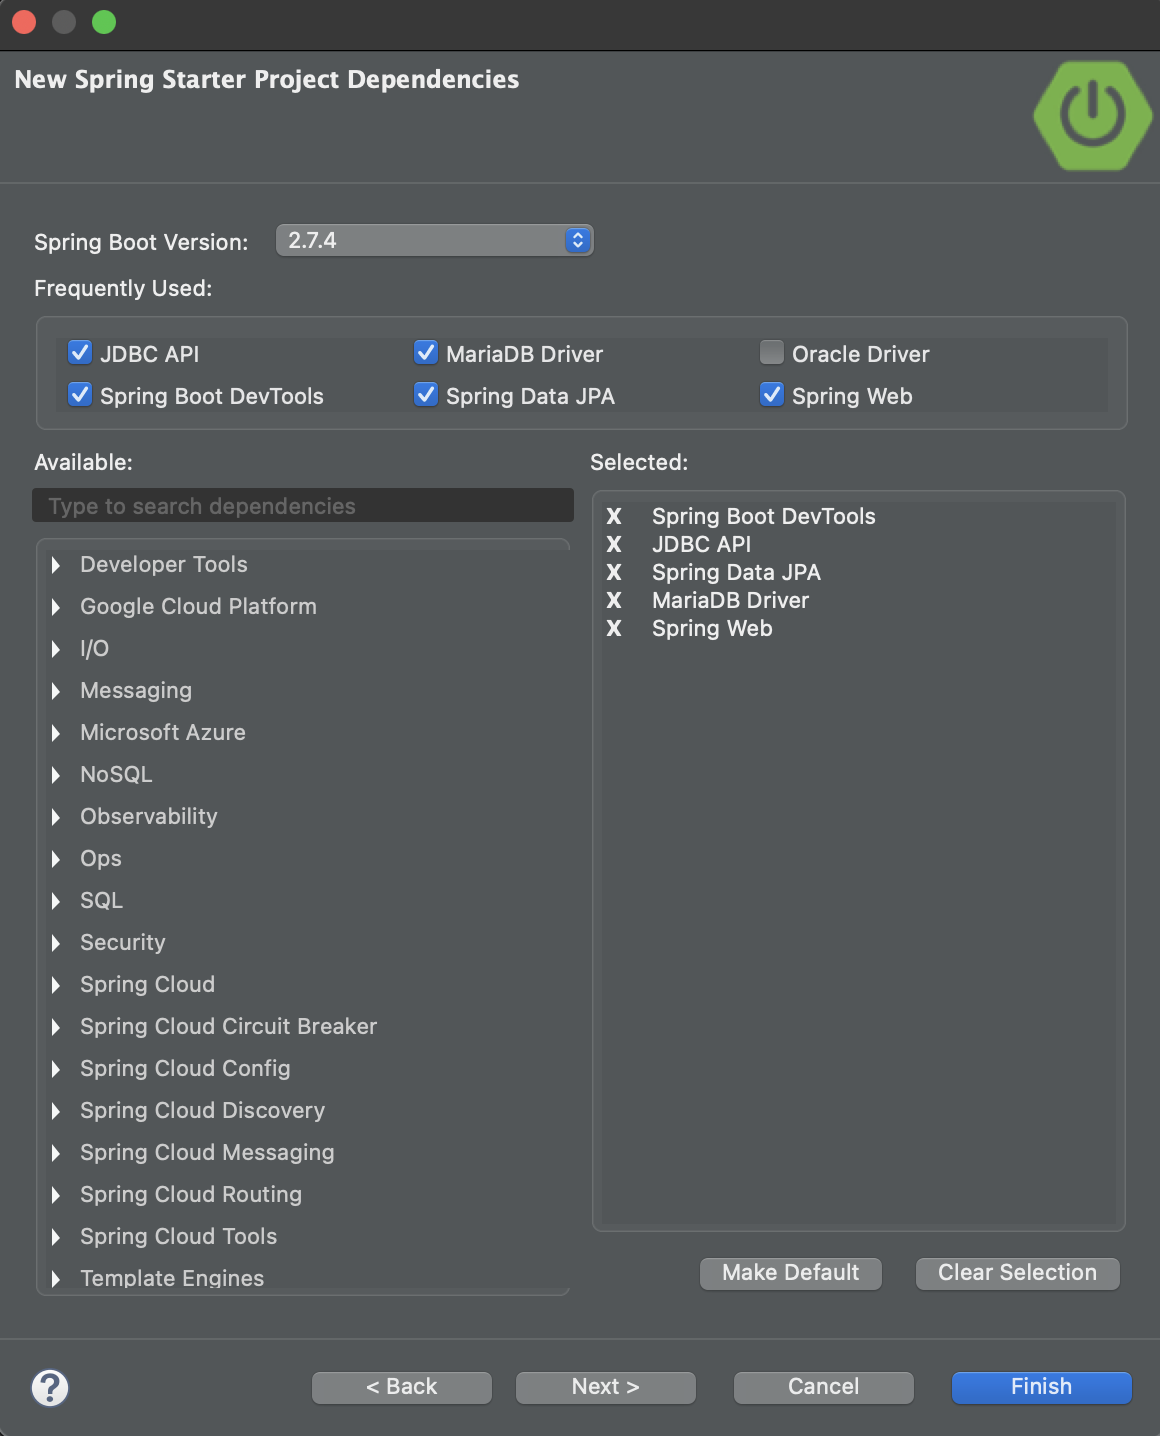 New Spring Starter Project Dependencies
Spring Boot Version: 2.7.4
Frequently Used:
JDBC API MariaDB Driver Oracle Driver
Spring Boot DevTools Spring Data JPA Spring Web
Available:
Type to search dependencies
Developer Tools
Google Cloud Platform
I/O
Messaging
Microsoft Azure
NoSQL
Observability
Ops
SQL
Security
Spring Cloud
Spring Cloud Circuit Breaker
Spring Cloud Config
Spring Cloud Discovery
Spring Cloud Messaging
Spring Cloud Routing
Spring Cloud Tools
Template Engines
Selected:
X Spring Boot DevTools
X JDBC API
X Spring Data JPA
X MariaDB Driver
X Spring Web
Make Default Clear Selection
? < Back Next > Cancel Finish